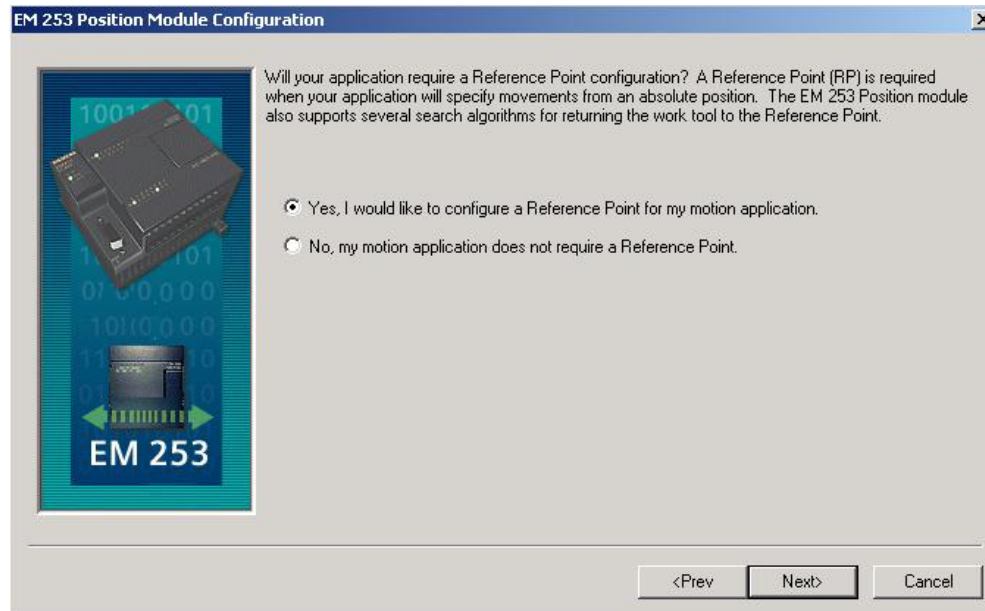 EM 253 Position Module Configuration
Will your application require a Reference Point configuration? A Reference Point (RP) is required
when your application will specify movements from an absolute position. The EM 253 Position module
also supports several search algorithms for returning the work tool to the Reference Point.
Yes, I would like to configure a Reference Point for my motion application.
No, my motion application does not require a Reference Point.
EM 253
<Prev
Next>
Cancel